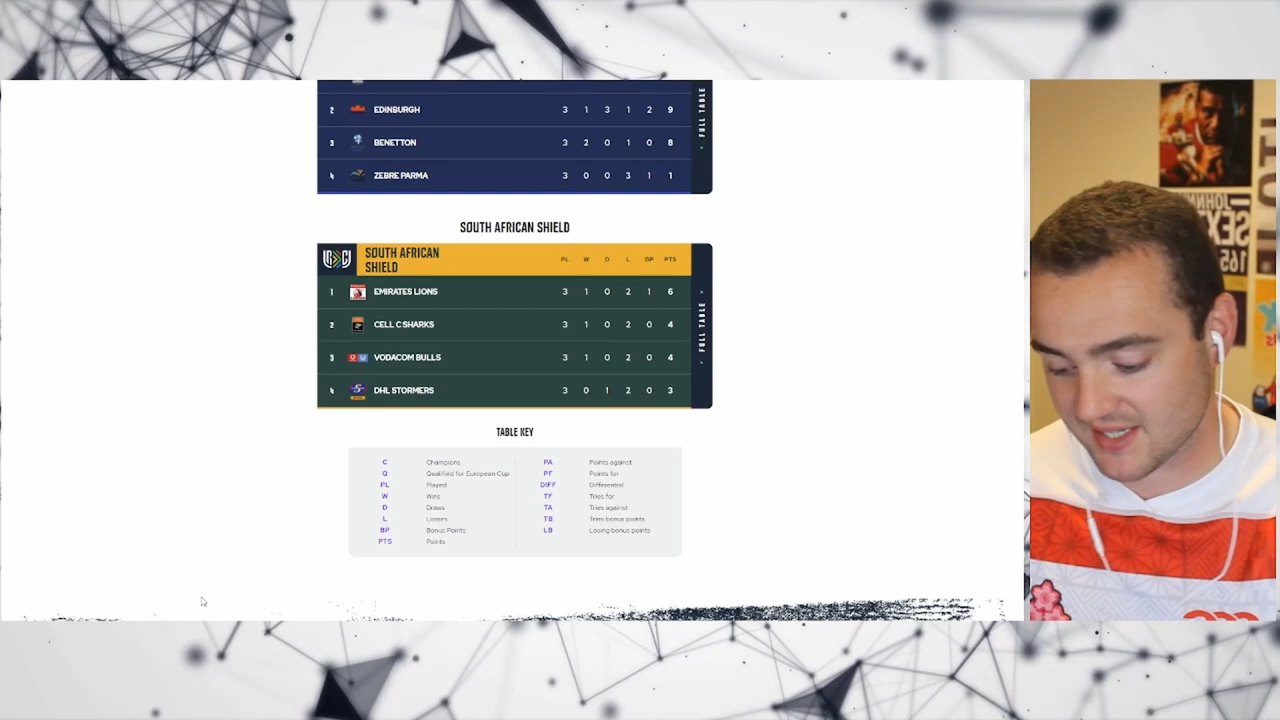 2 EDINBURGH 3 1 3 1 2 9
3 BENETTON 3 2 0 1 0 8
4 ZEBRE PARMA 3 0 0 3 1 1
FULL TABLE
SOUTH AFRICAN SHIELD
SOUTH AFRICAN
SHIELD
PL W D L BP PTS
1 EMIRATES LIONS 3 1 0 2 1 6
2 CELL C SHARKS 3 1 0 2 0 4
3 VODACOM BULLS 3 1 0 2 0 4
4 DHL STORMERS 3 0 1 2 0 3
FULL TABLE
TABLE KEY
C Champions PA Points against
Q Qualified for European Cup PF Points for
PL Played DIFF Differential
W Wins TF Tries for
D Draws TA Tries against
L Losses TB Tries bonus points
BP Bonus Points LB Losing bonus points
PTS Points
JOHNNY
SEX
165